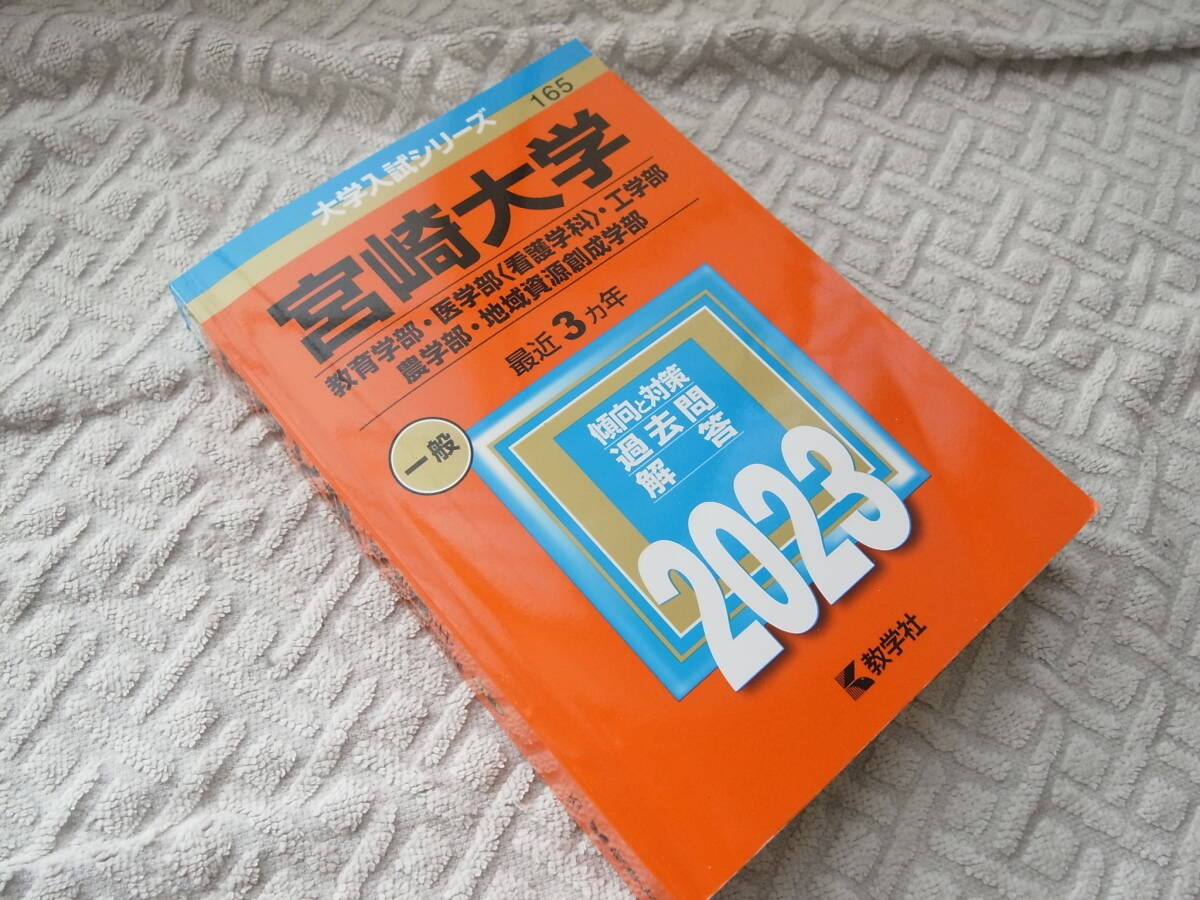 大学入試シリーズ
165
宮崎大学
教育学部・医学部〈看護学科〉・工学部
農学部・地域資源創成学部
最近3カ年
一般
傾向と対策
過去問
解答
2023
教学社